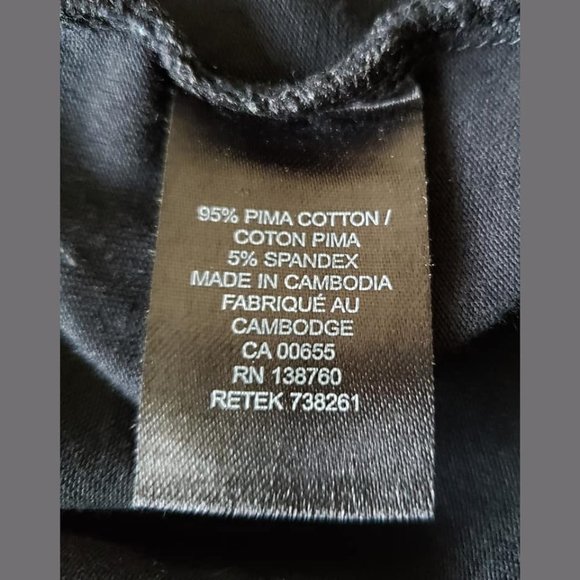 95% PIMA COTTON /
COTON PIMA
5% SPANDEX
MADE IN CAMBODIA
FABRIQUÉ AU
CAMBODGE
CA 00655
RN 138760
RETEK 738261